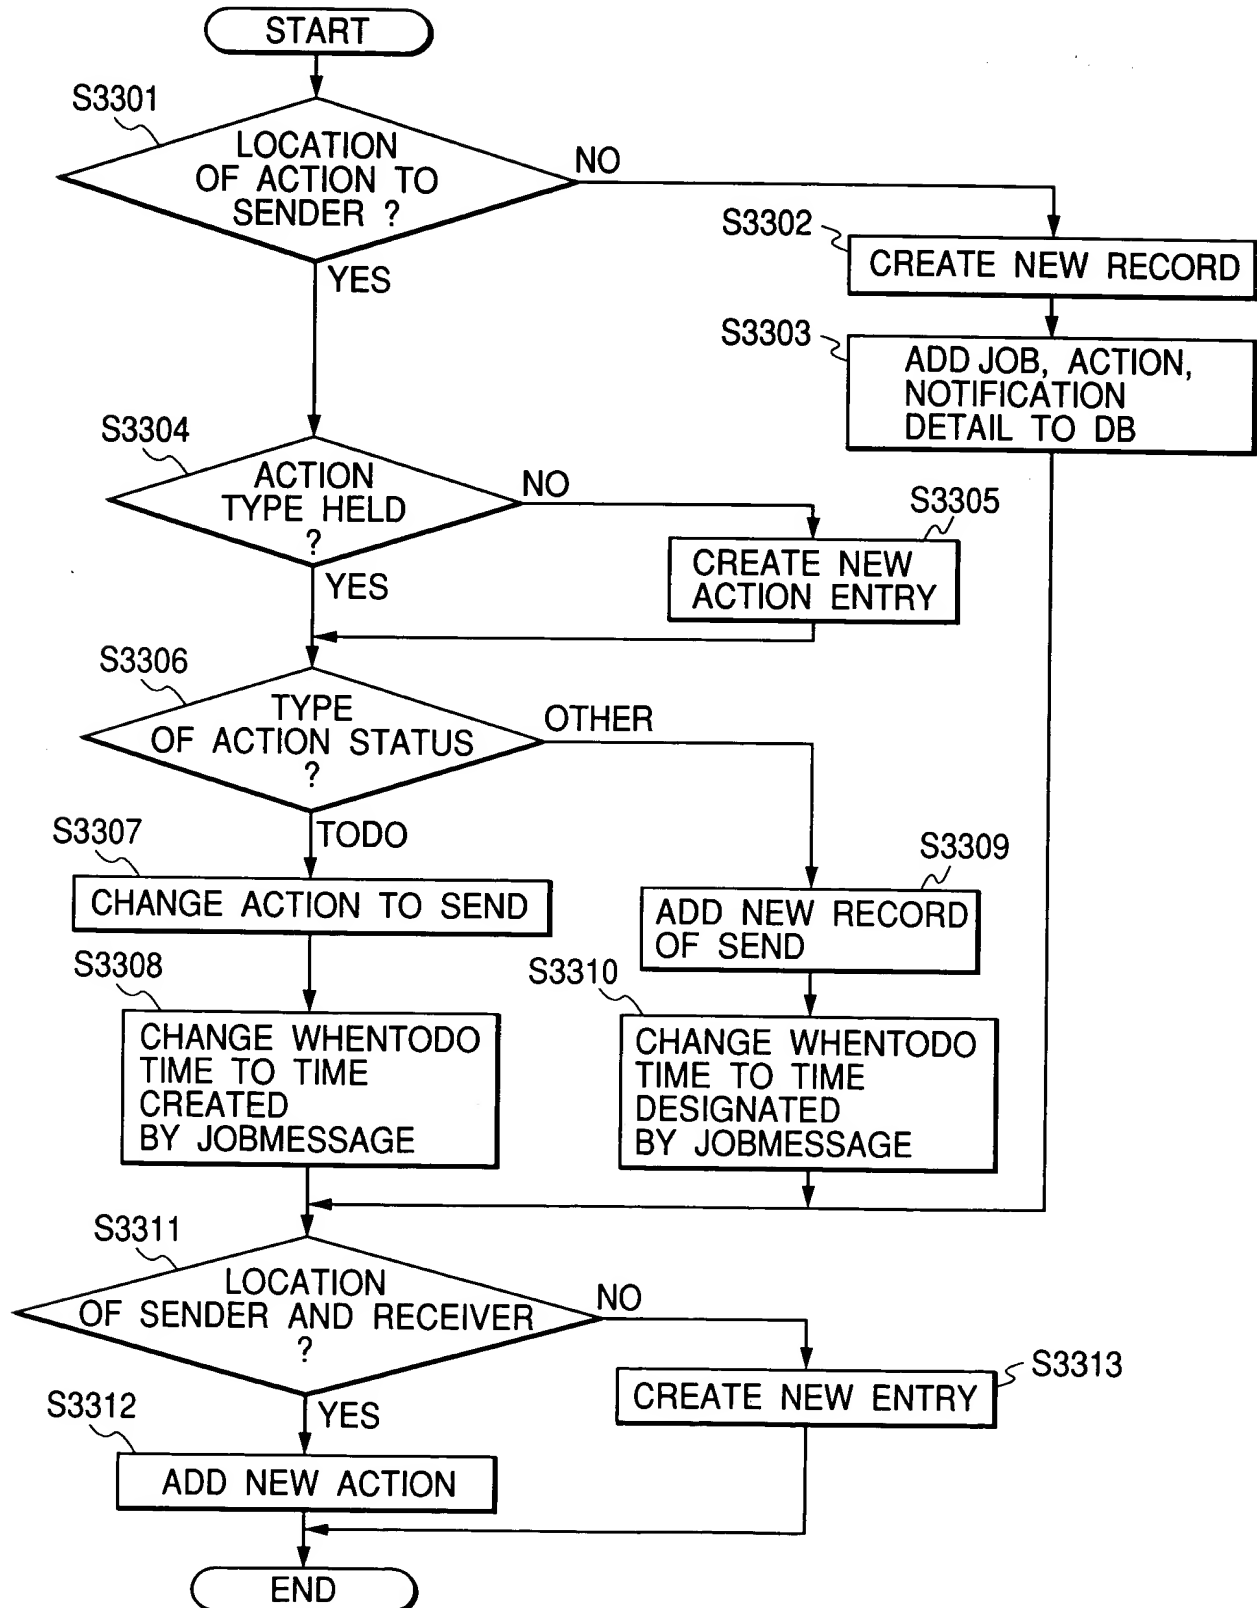 START
S3301
LOCATION
OF ACTION TO
SENDER ?
NO
YES
S3302
CREATE NEW RECORD
S3303
ADD JOB, ACTION,
NOTIFICATION
DETAIL TO DB
S3304
ACTION
TYPE HELD
?
NO
YES
S3305
CREATE NEW
ACTION ENTRY
S3306
TYPE
OF ACTION STATUS
?
OTHER
TODO
S3307
CHANGE ACTION TO SEND
S3308
CHANGE WHENTODO
TIME TO TIME
CREATED
BY JOBMESSAGE
S3309
ADD NEW RECORD
OF SEND
S3310
CHANGE WHENTODO
TIME TO TIME
DESIGNATED
BY JOBMESSAGE
S3311
LOCATION
OF SENDER AND RECEIVER
?
NO
YES
S3312
ADD NEW ACTION
S3313
CREATE NEW ENTRY
END